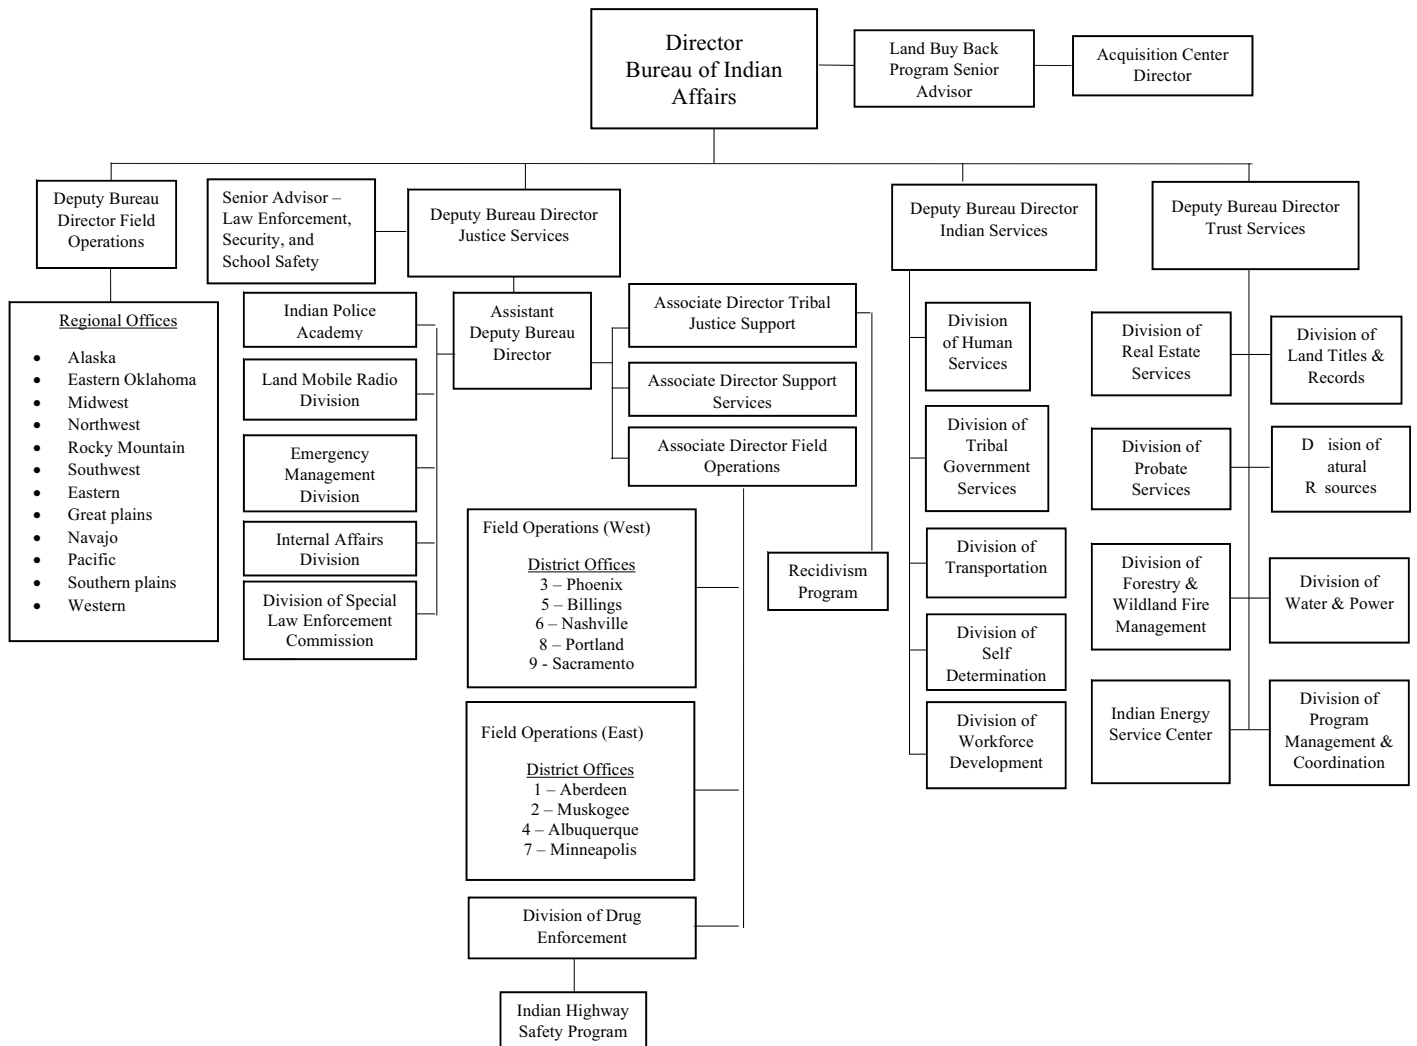 Director
Bureau of Indian
Affairs
Land Buy Back
Program Senior
Advisor
Acquisition Center
Director
Deputy Bureau
Director Field
Operations
Senior Advisor –
Law Enforcement,
Security, and
School Safety
Deputy Bureau Director
Justice Services
Deputy Bureau Director
Indian Services
Deputy Bureau Director
Trust Services
Regional Offices
• Alaska
• Eastern Oklahoma
• Midwest
• Northwest
• Rocky Mountain
• Southwest
• Eastern
• Great plains
• Navajo
• Pacific
• Southern plains
• Western
Indian Police
Academy
Land Mobile Radio
Division
Emergency
Management
Division
Internal Affairs
Division
Division of Special
Law Enforcement
Commission
Assistant
Deputy Bureau
Director
Associate Director Tribal
Justice Support
Associate Director Support
Services
Associate Director Field
Operations
Field Operations (West)
District Offices
3 – Phoenix
5 – Billings
6 – Nashville
8 – Portland
9 - Sacramento
Field Operations (East)
District Offices
1 – Aberdeen
2 – Muskogee
4 – Albuquerque
7 – Minneapolis
Division of Drug
Enforcement
Indian Highway
Safety Program
Recidivism
Program
Division
of Human
Services
Division of
Tribal
Government
Services
Division of
Transportation
Division of
Self
Determination
Division of
Workforce
Development
Division of
Real Estate
Services
Division of
Land Titles &
Records
Division of
Probate
Services
D ision of
atural
R sources
Division of
Forestry &
Wildland Fire
Management
Division of
Water & Power
Indian Energy
Service Center
Division of
Program
Management &
Coordination